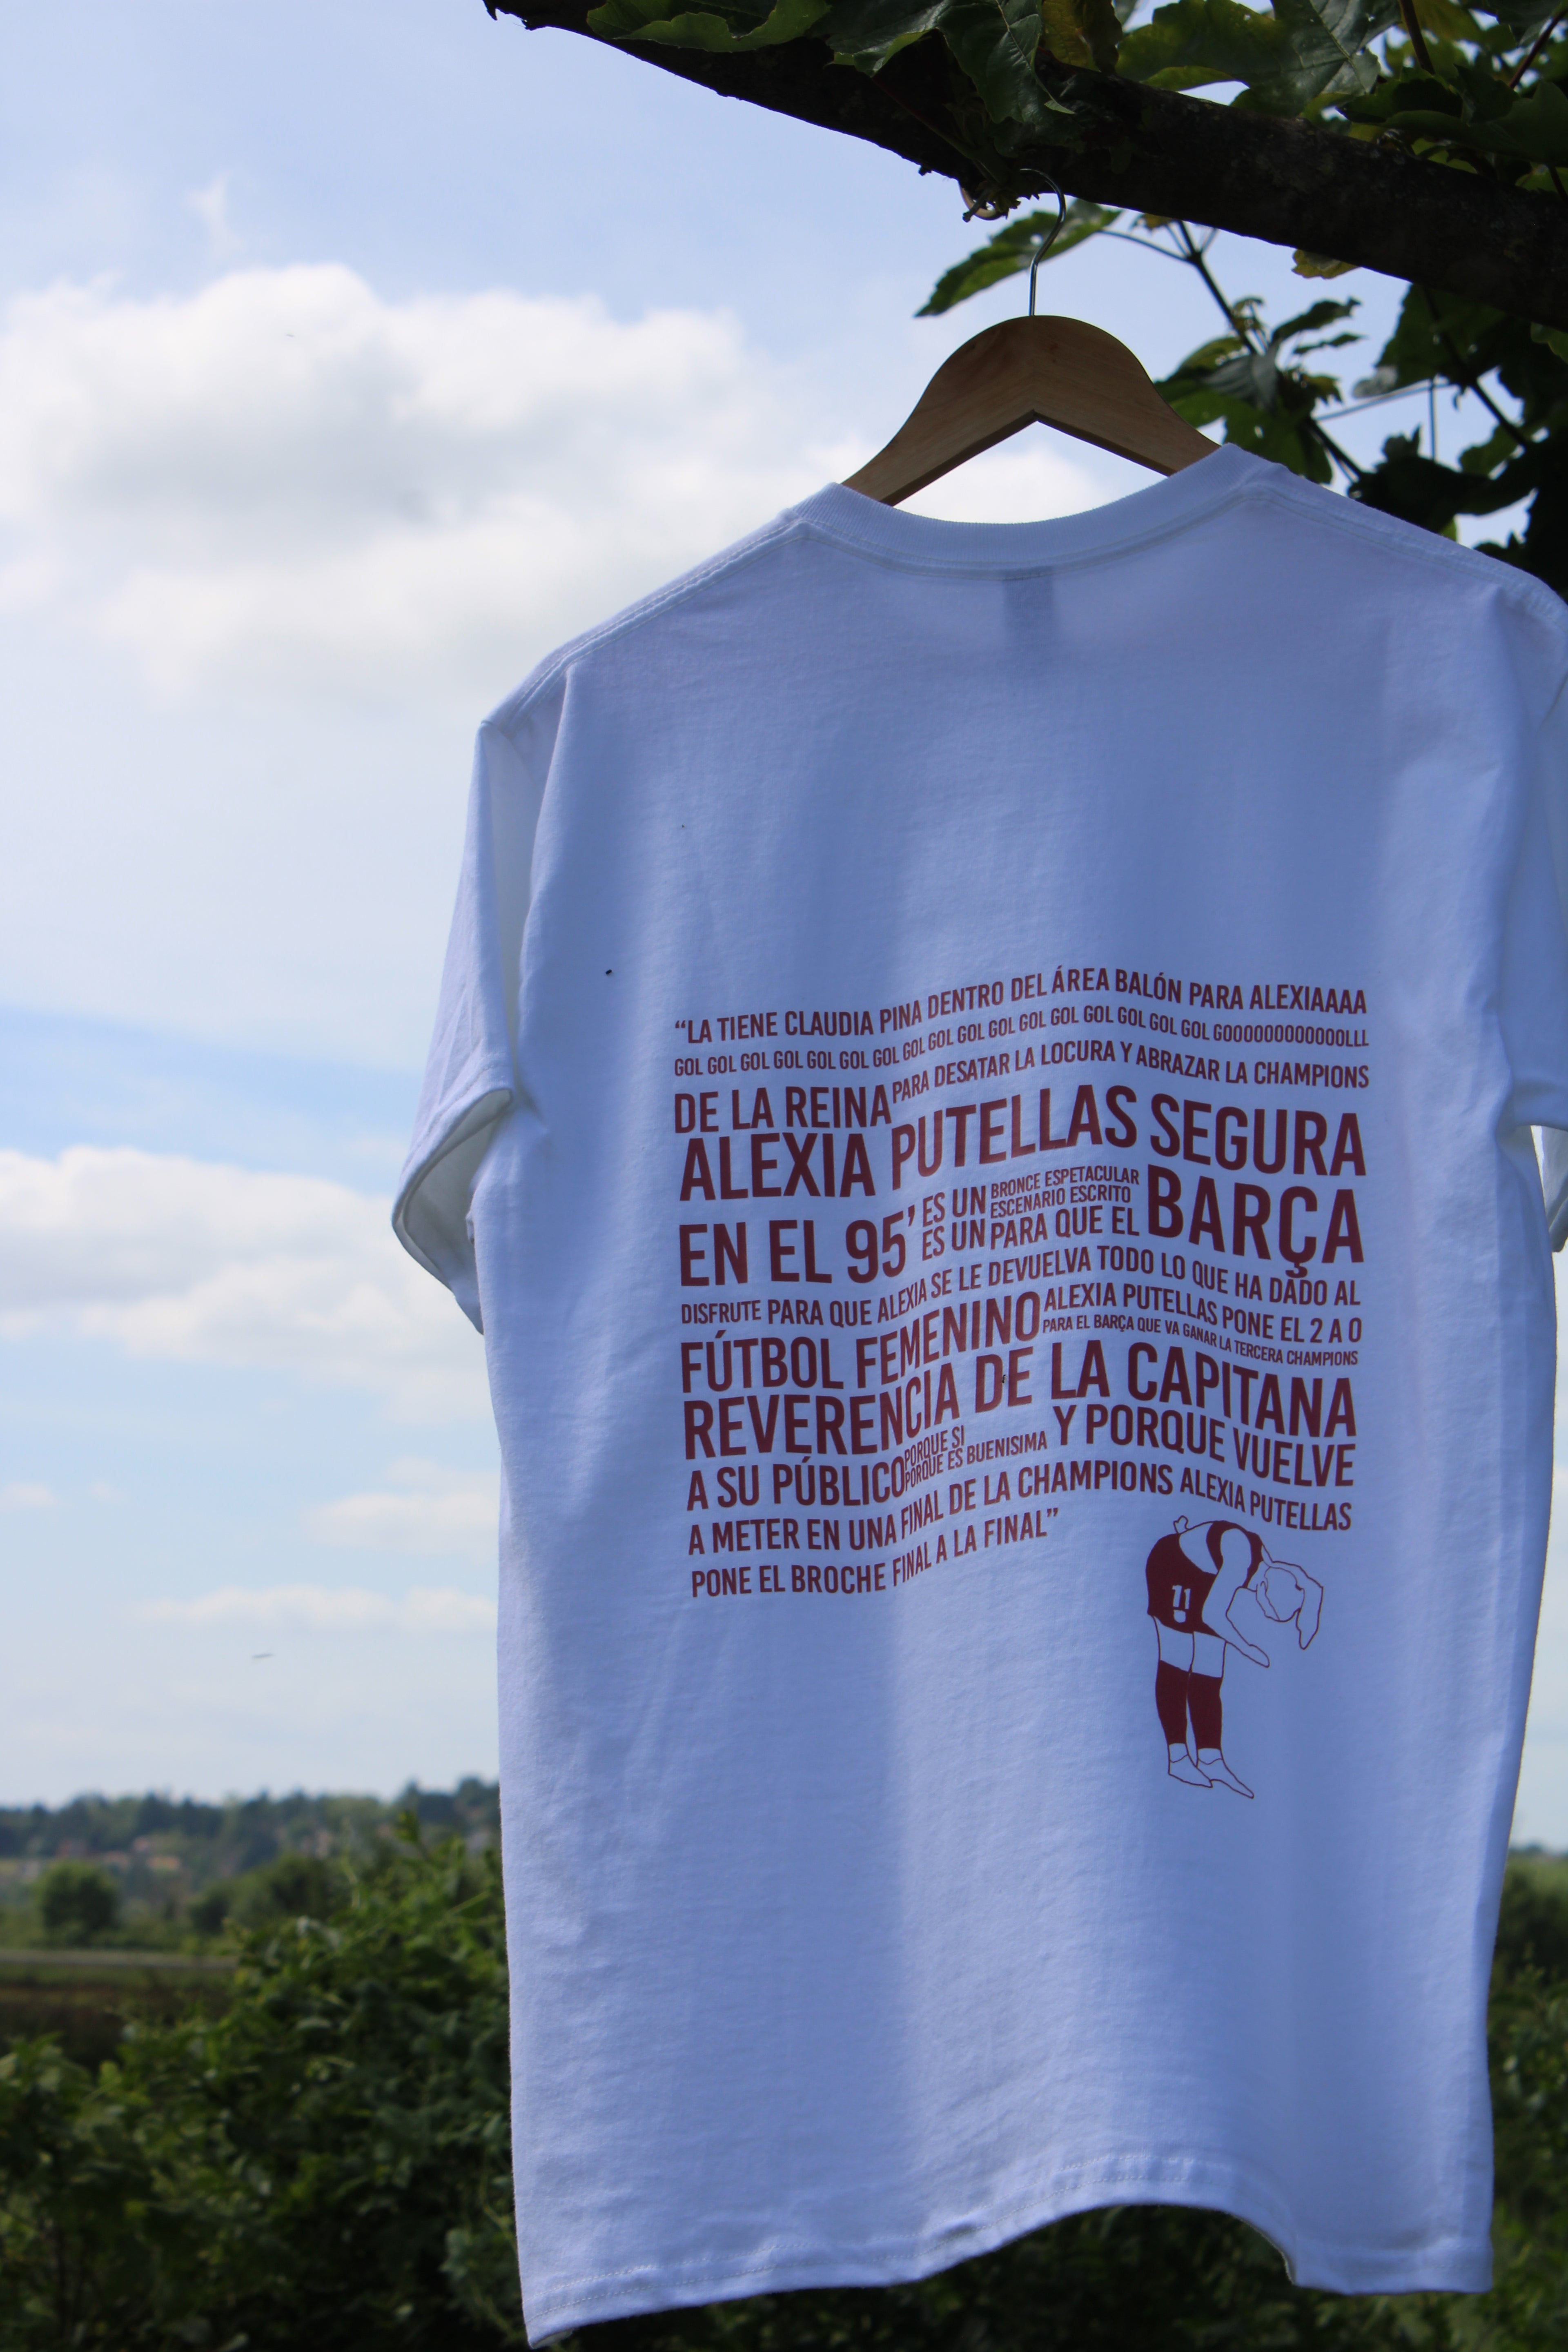 “LA TIENE CLAUDIA PINA DENTRO DEL ÁREA BALÓN PARA ALEXIAAAA
GOL GOL GOL GOL GOL GOL GOL GOL GOL GOL GOL GOL GOL GOL GOL GOL GOOOOOOOOOOOOOLLL
DE LA REINA PARA DESATAR LA LOCURA Y ABRAZAR LA CHAMPIONS
ALEXIA PUTELLAS SEGURA
EN EL 95’ ES UN BRONCE ESPETACULAR
ES UN ESCENARIO ESCRITO
PARA QUE EL BARÇA
DISFRUTE PARA QUE ALEXIA SE LE DEVUELVA TODO LO QUE HA DADO AL
FÚTBOL FEMENINO ALEXIA PUTELLAS PONE EL 2 A 0
PARA EL BARÇA QUE VA GANAR LA TERCERA CHAMPIONS
REVERENCIA DE LA CAPITANA
A SU PÚBLICO PORQUE SI
PORQUE ES BUENISIMA Y PORQUE VUELVE
A METER EN UNA FINAL DE LA CHAMPIONS ALEXIA PUTELLAS
PONE EL BROCHE FINAL A LA FINAL”
11